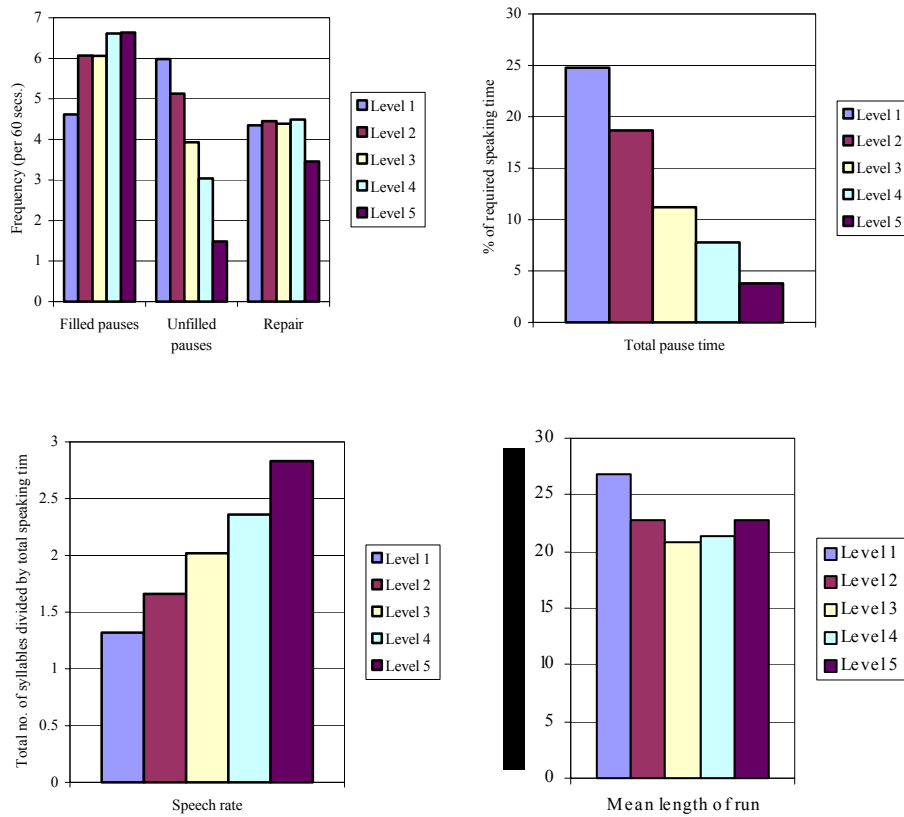 Frequency (per 60 secs.)
7
6
5
4
3
2
1
0
Filled pauses
Unfilled
pauses
Repair
Level 1
Level 2
Level 3
Level 4
Level 5
% of required speaking time
30
25
20
15
10
5
0
Total pause time
Level 1
Level 2
Level 3
Level 4
Level 5
Total no. of syllables divided by total speaking tim
3
2.5
2
1.5
1
0.5
0
Speech rate
Level 1
Level 2
Level 3
Level 4
Level 5
30
25
20
15
10
5
0
Mean length of run
Level 1
Level 2
Level 3
Level 4
Level 5